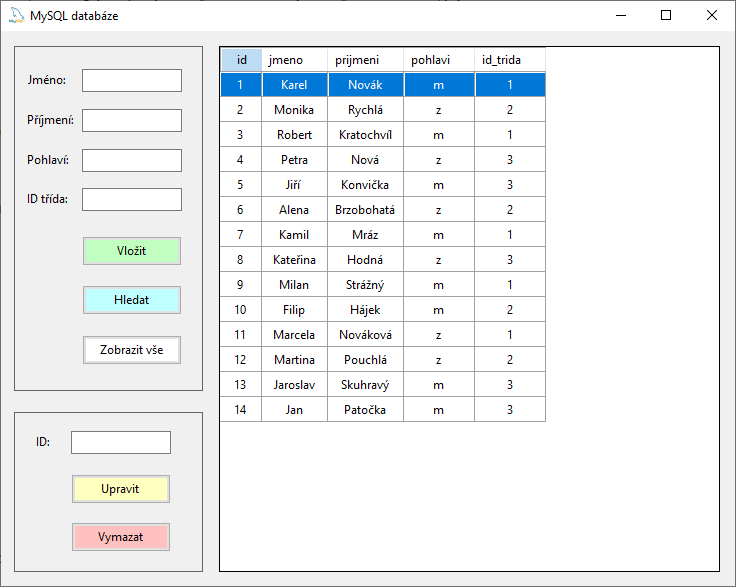 MySQL databáze
Jméno:
Příjmení:
Pohlaví:
ID třída:
Vložit
Hledat
Zobrazit vše
ID:
Upravit
Vymazat
id jmeno prijmeni pohlavi id_trida
1 Karel Novák m 1
2 Monika Rychlá z 2
3 Robert Kratochvíl m 1
4 Petra Nová z 3
5 Jiří Konvička m 3
6 Alena Brzobohatá z 2
7 Kamil Mráz m 1
8 Kateřina Hodná z 3
9 Milan Strážný m 1
10 Filip Hájek m 2
11 Marcela Nováková z 1
12 Martina Pouchlá z 2
13 Jaroslav Skuhravý m 3
14 Jan Patočka m 3